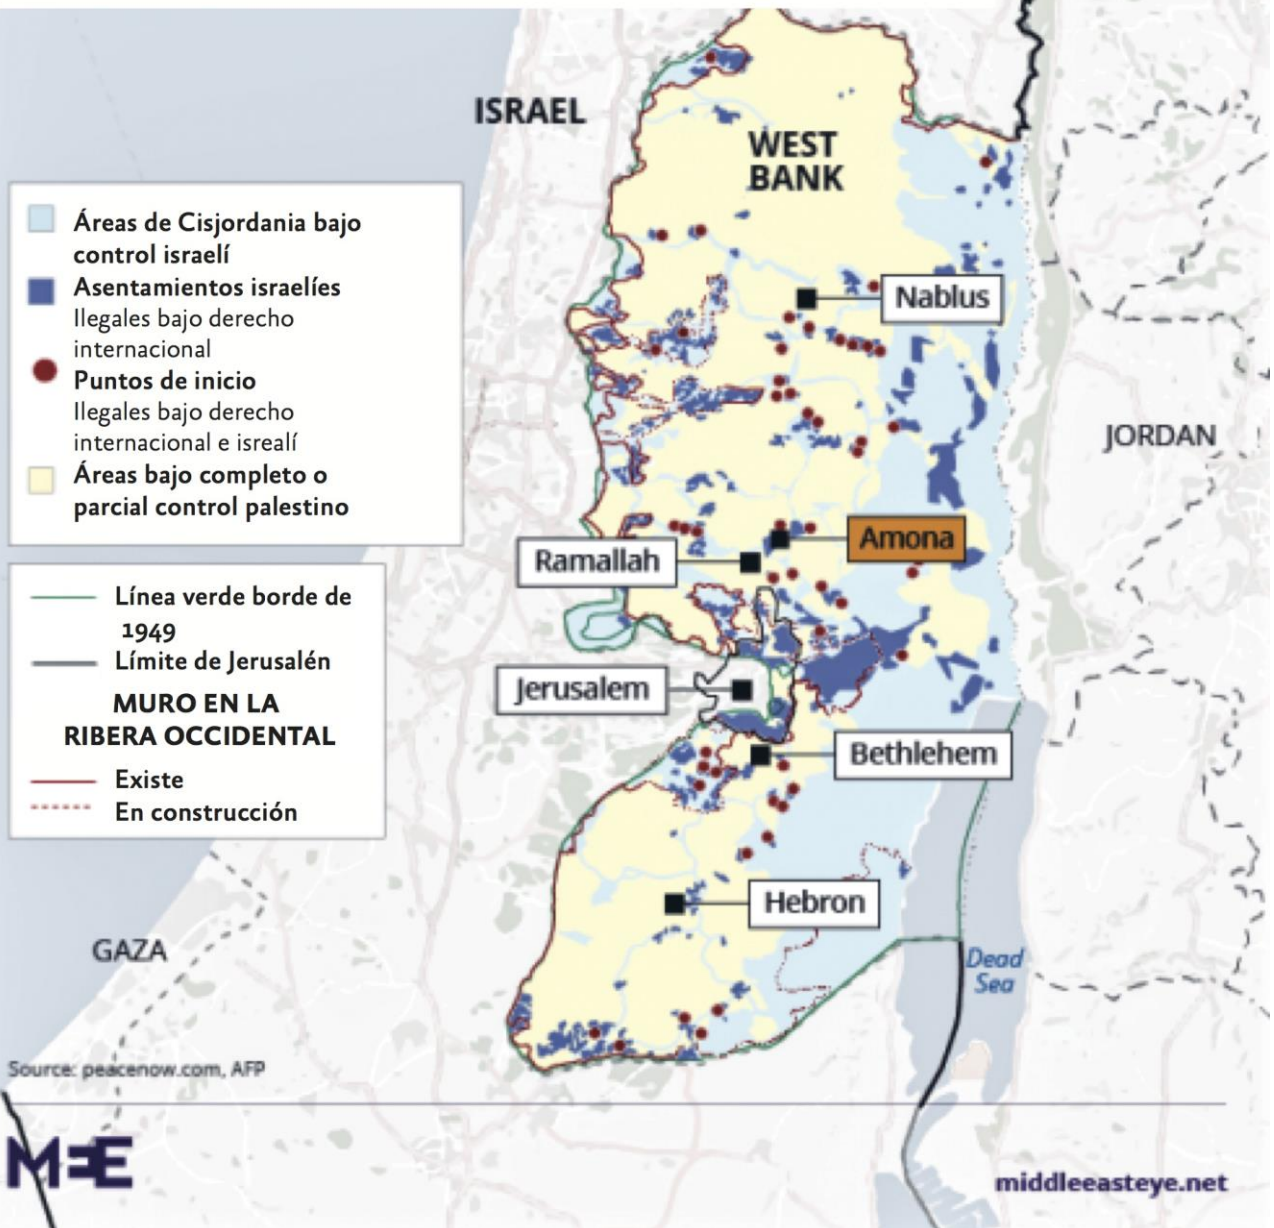 ISRAEL
WEST
BANK
Áreas de Cisjordania bajo
control israelí
Asentamientos israelíes
Ilegales bajo derecho
internacional
Puntos de inicio
Ilegales bajo derecho
internacional e isrealí
Áreas bajo completo o
parcial control palestino
Nablus
JORDAN
Amona
Ramallah
Línea verde borde de
1949
Límite de Jerusalén
MURO EN LA
RIBERA OCCIDENTAL
Existe
En construcción
Jerusalem
Bethlehem
Hebron
GAZA
Dead
Sea
Source: peacenow.com, AFP
MEE
middleeasteye.net